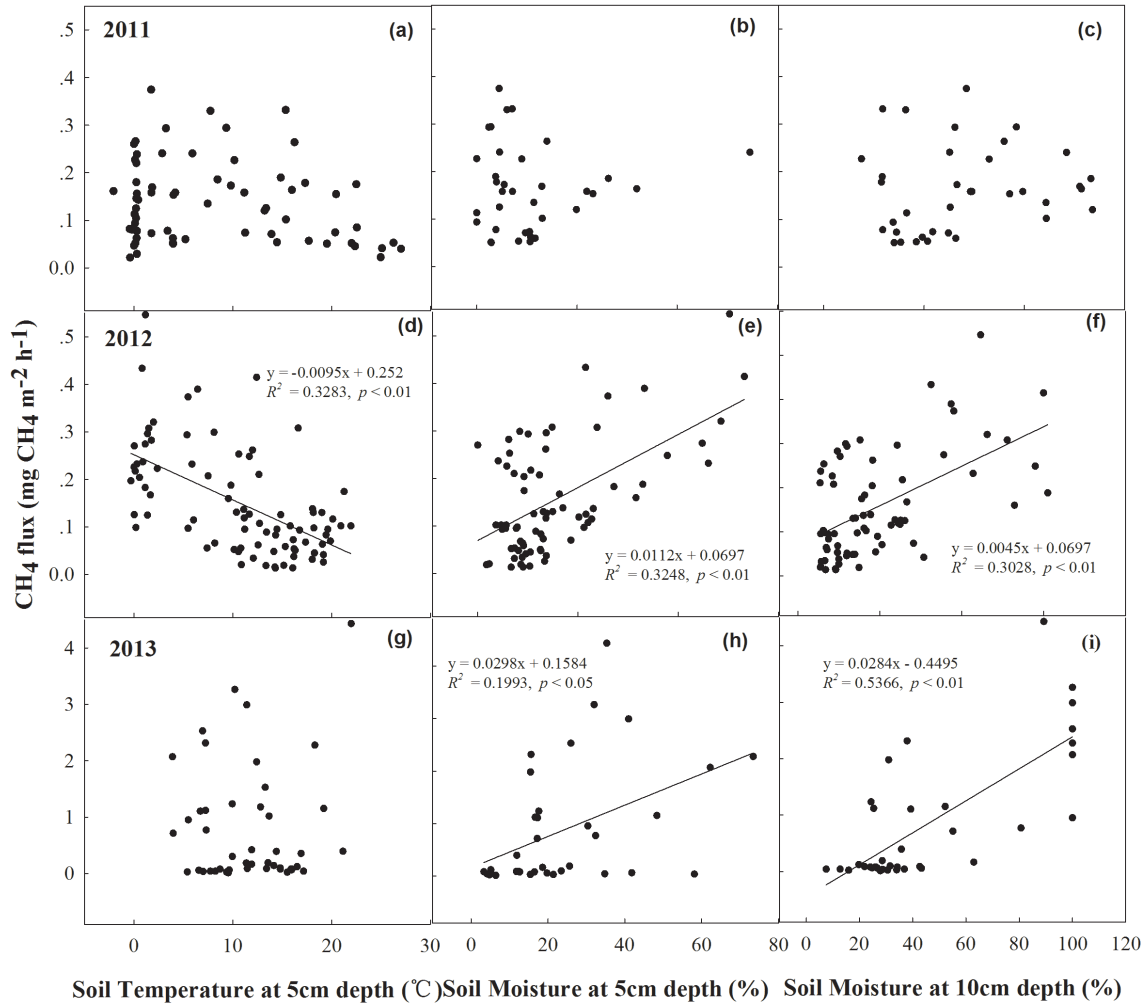 2011
(a)
(b)
(c)
.5
.4
.3
.2
.1
0.0
2012
(d)
(e)
(f)
y = -0.0095x + 0.252
R² = 0.3283, p < 0.01
y = 0.0112x + 0.0697
R² = 0.3248, p < 0.01
y = 0.0045x + 0.0697
R² = 0.3028, p < 0.01
.5
.4
.3
.2
.1
0.0
CH4 flux (mg CH4 m⁻² h⁻¹)
2013
(g)
(h)
(i)
y = 0.0298x + 0.1584
R² = 0.1993, p < 0.05
y = 0.0284x - 0.4495
R² = 0.5366, p < 0.01
4
3
2
1
0
0 10 20 30
0 20 40 60 80
0 20 40 60 80 100 120
Soil Temperature at 5cm depth (℃)
Soil Moisture at 5cm depth (%)
Soil Moisture at 10cm depth (%)